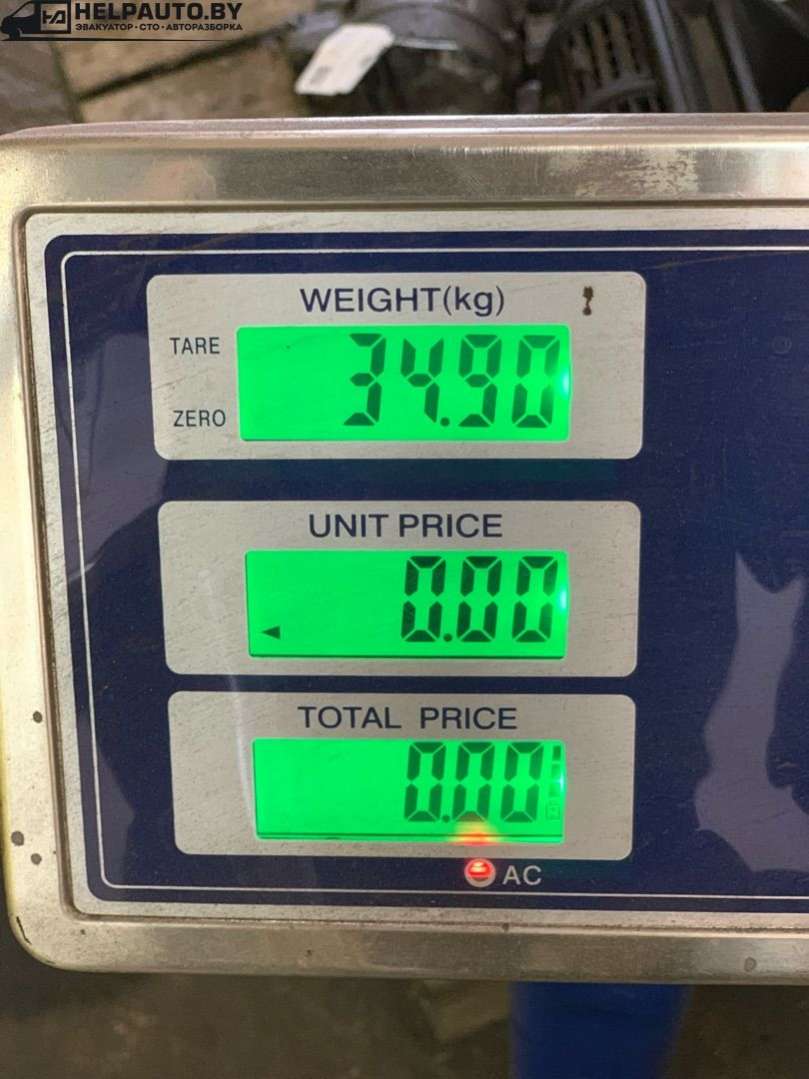 HELPAUTO.BY
ЭВАКУАТОР · СТО · АВТОРАЗБОРКА
WEIGHT(kg)
TARE
34.90
ZERO
UNIT PRICE
0.00
TOTAL PRICE
0.00
AC